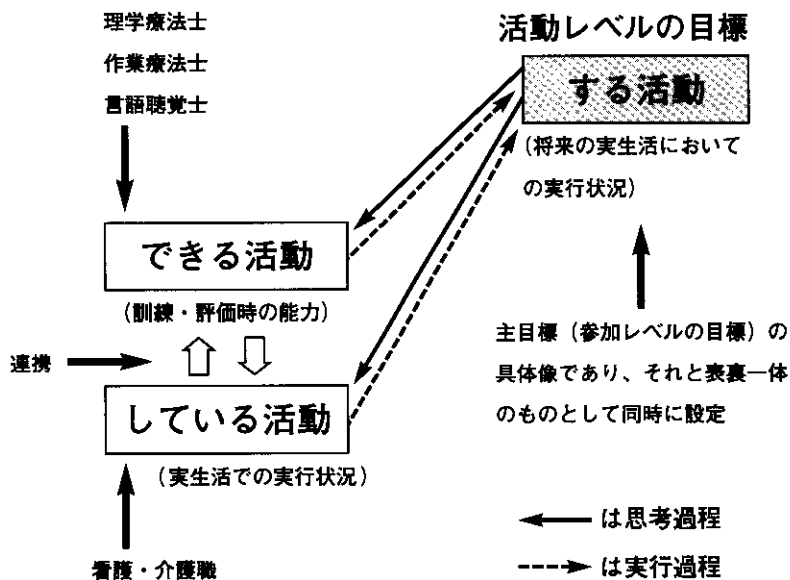 理学療法士
作業療法士
言語聴覚士
活動レベルの目標
する活動
(将来の実生活において
の実行状況)
できる活動
(訓練・評価時の能力)
連携
している活動
(実生活での実行状況)
看護・介護職
主目標(参加レベルの目標)の
具体像であり、それと表裏一体
のものとして同時に設定
は思考過程
は実行過程